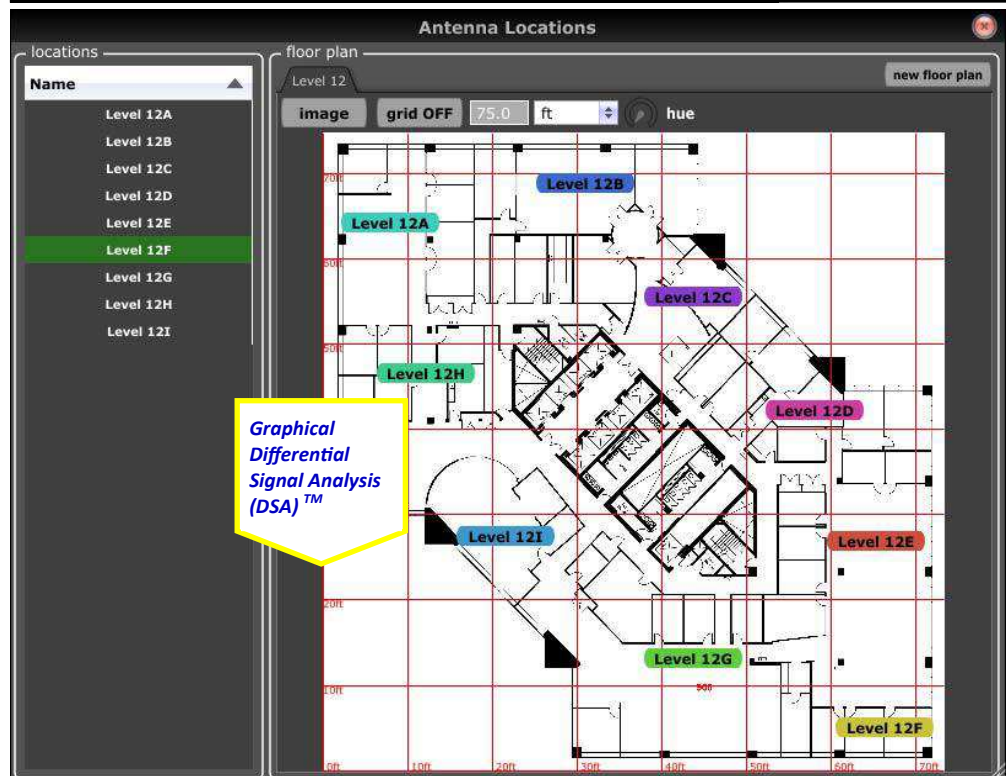 Antenna Locations
locations
Name
Level 12A
Level 12B
Level 12C
Level 12D
Level 12E
Level 12F
Level 12G
Level 12H
Level 12I
floor plan
Level 12
new floor plan
image
grid OFF
75.0
ft
hue
70ft
Level 12B
Level 12A
60ft
Level 12C
50ft
Level 12H
Level 12D
Graphical
Differential
Signal Analysis
(DSA) TM
Level 12I
Level 12E
20ft
Level 12G
10ft
Level 12F
0ft 10ft 20ft 30ft 40ft 50ft 60ft 70ft